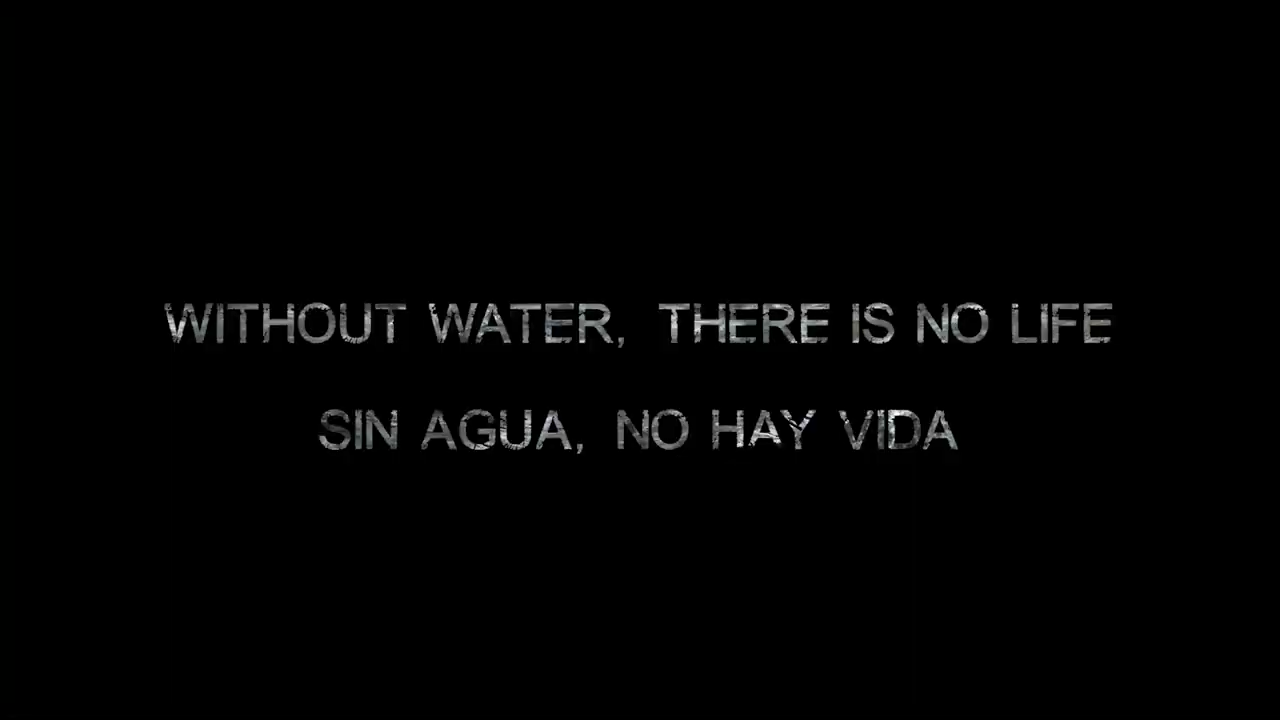 WITHOUT WATER, THERE IS NO LIFE
SIN AGUA, NO HAY VIDA